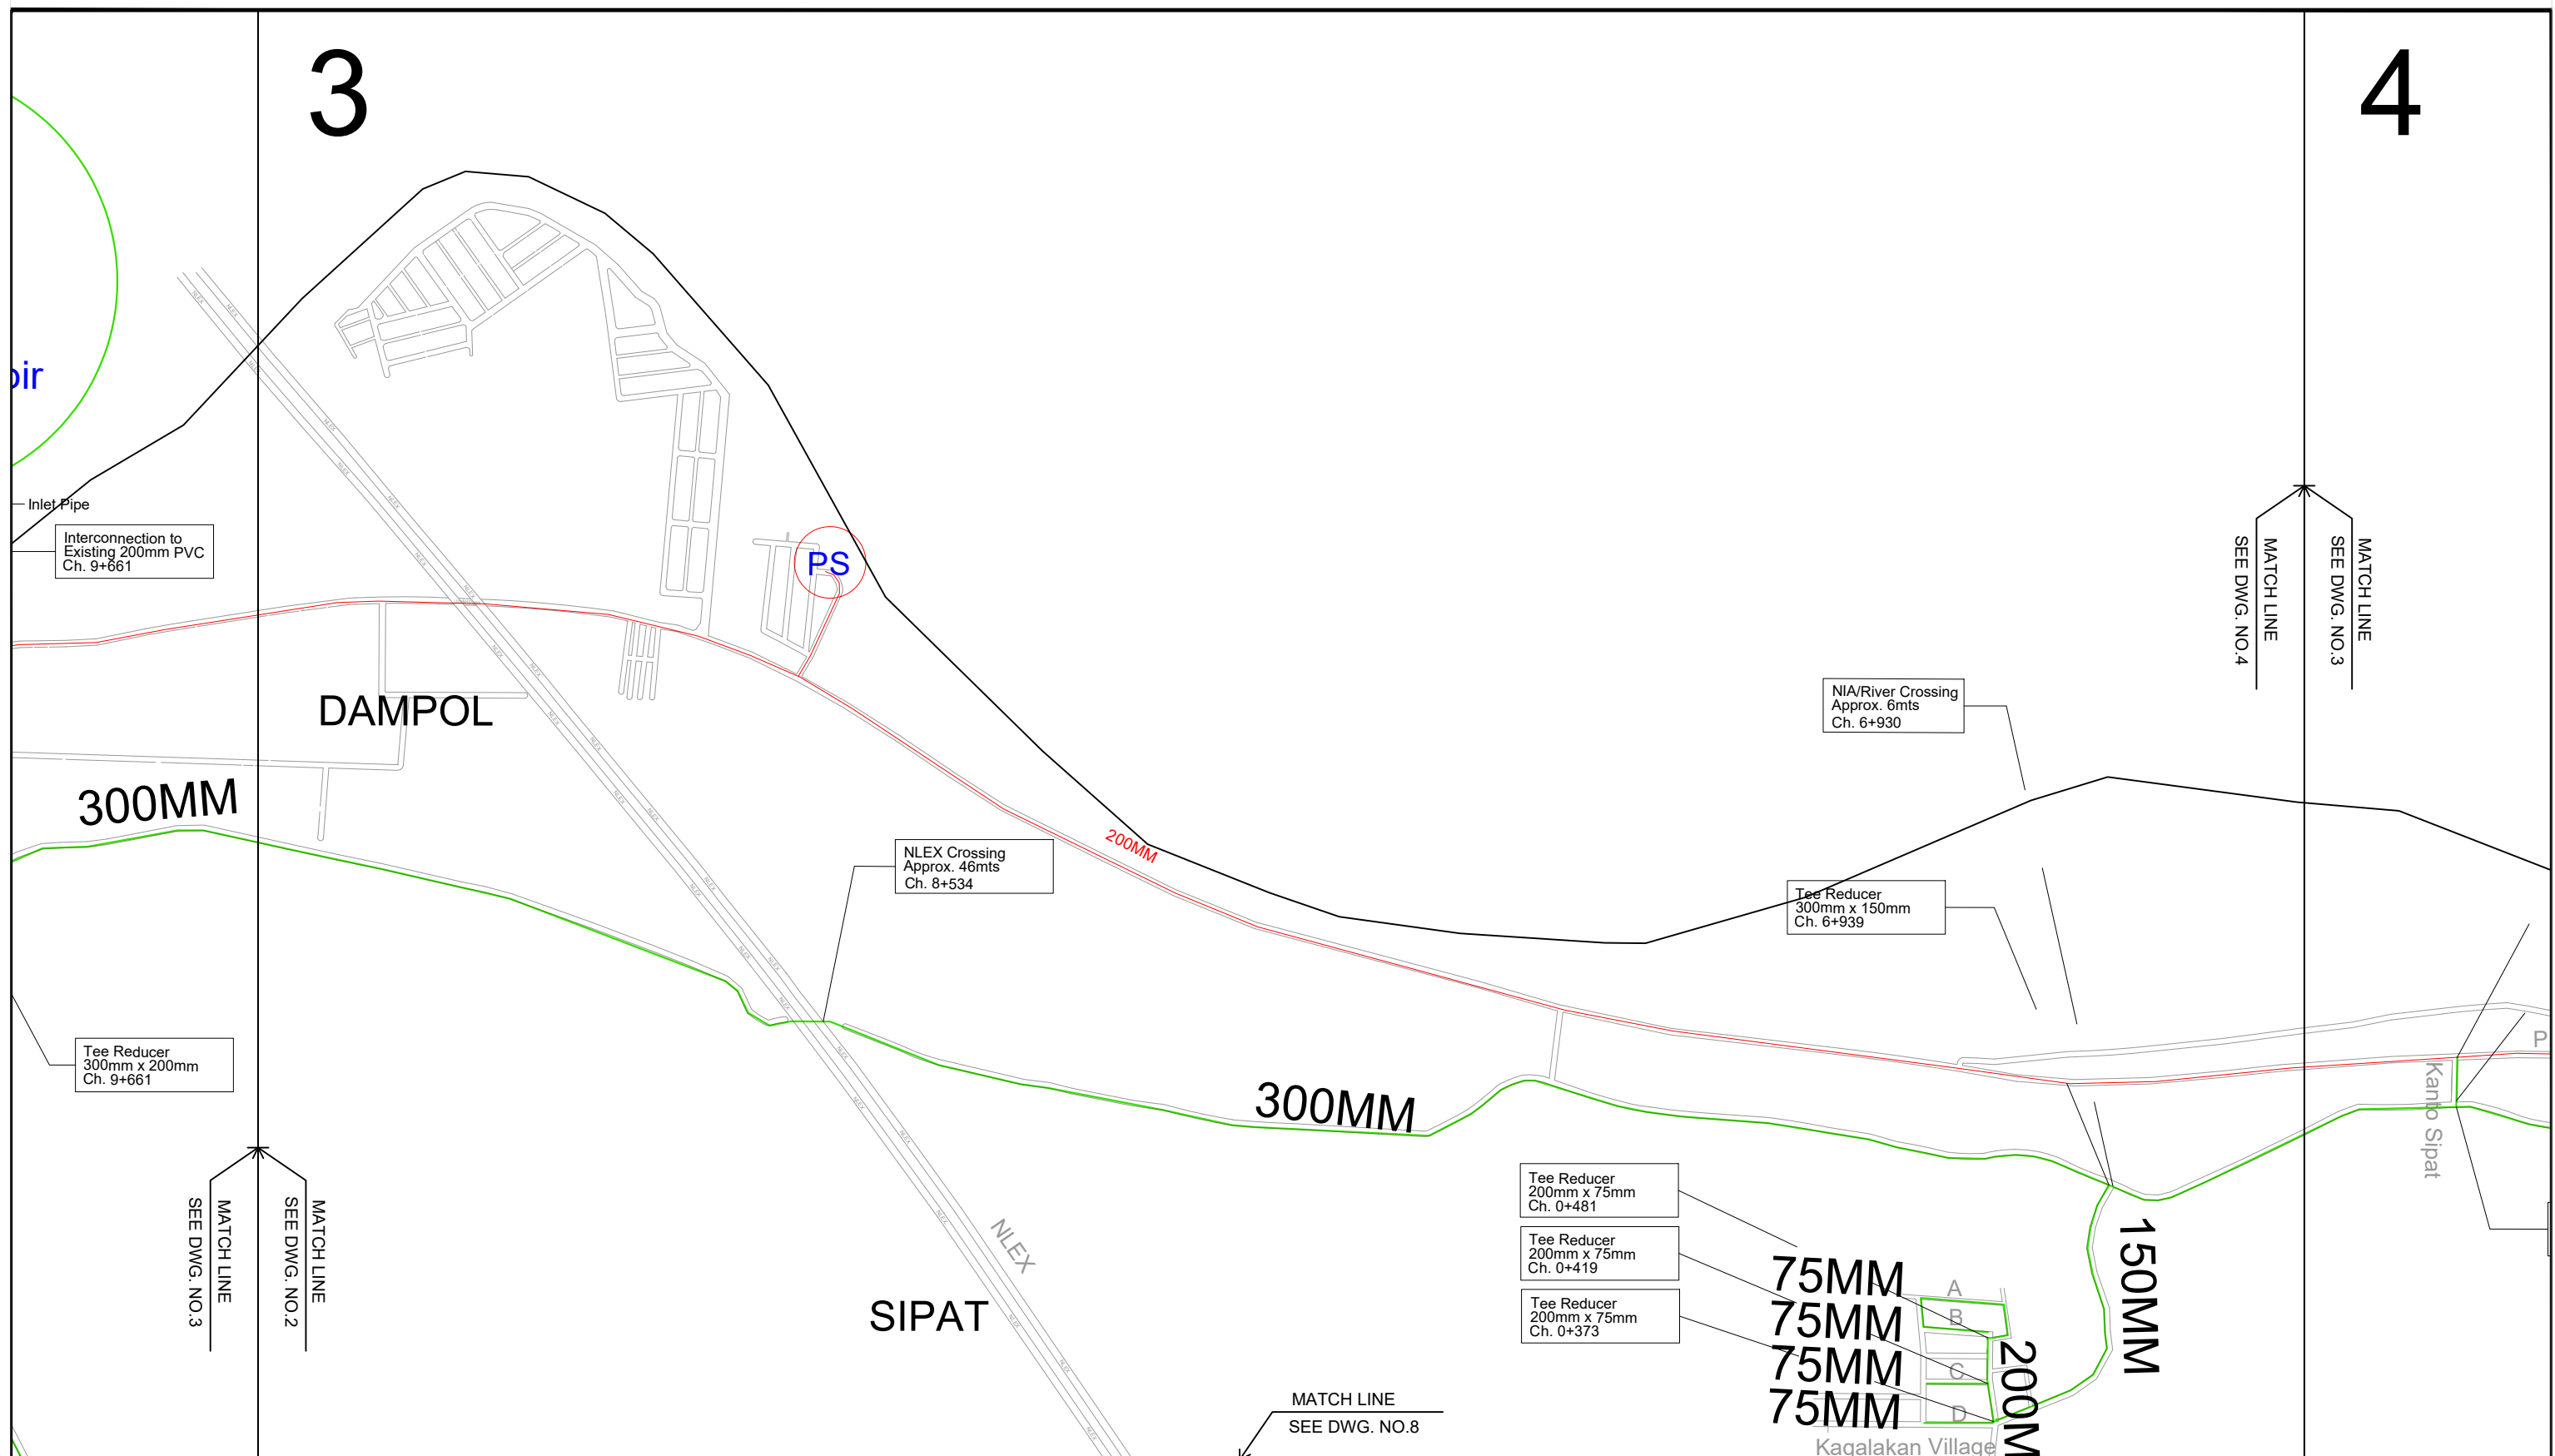 3
4
oir
Inlet Pipe
Interconnection to
Existing 200mm PVC
Ch. 9+661
PS
DAMPOL
300MM
NLEX Crossing
Approx. 46mts
Ch. 8+534
200MM
MATCH LINE
SEE DWG. NO.4
MATCH LINE
SEE DWG. NO.3
NIA/River Crossing
Approx. 6mts
Ch. 6+930
Tee Reducer
300mm x 150mm
Ch. 6+939
Tee Reducer
300mm x 200mm
Ch. 9+661
P
Kanto Sipat
300MM
MATCH LINE
SEE DWG. NO.3
MATCH LINE
SEE DWG. NO.2
NLEX
SIPAT
Tee Reducer
200mm x 75mm
Ch. 0+481
Tee Reducer
200mm x 75mm
Ch. 0+419
Tee Reducer
200mm x 75mm
Ch. 0+373
75MM
75MM
75MM
75MM
A
B
C
D
150MM
200M
Kagalakan Village
MATCH LINE
SEE DWG. NO.8